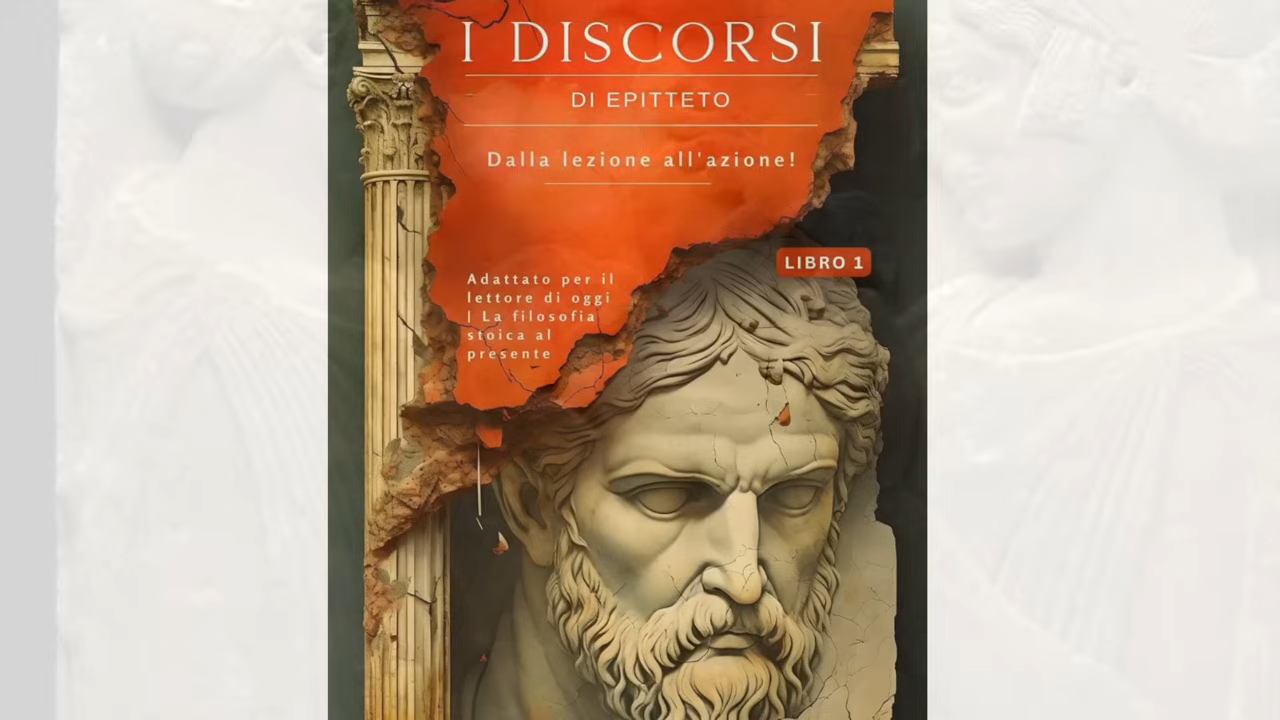 I DISCORSI
DI EPITTETO
Dalla lezione all'azione!
LIBRO 1
Adattato per il
lettore di oggi
| La filosofia
stoica al
presente